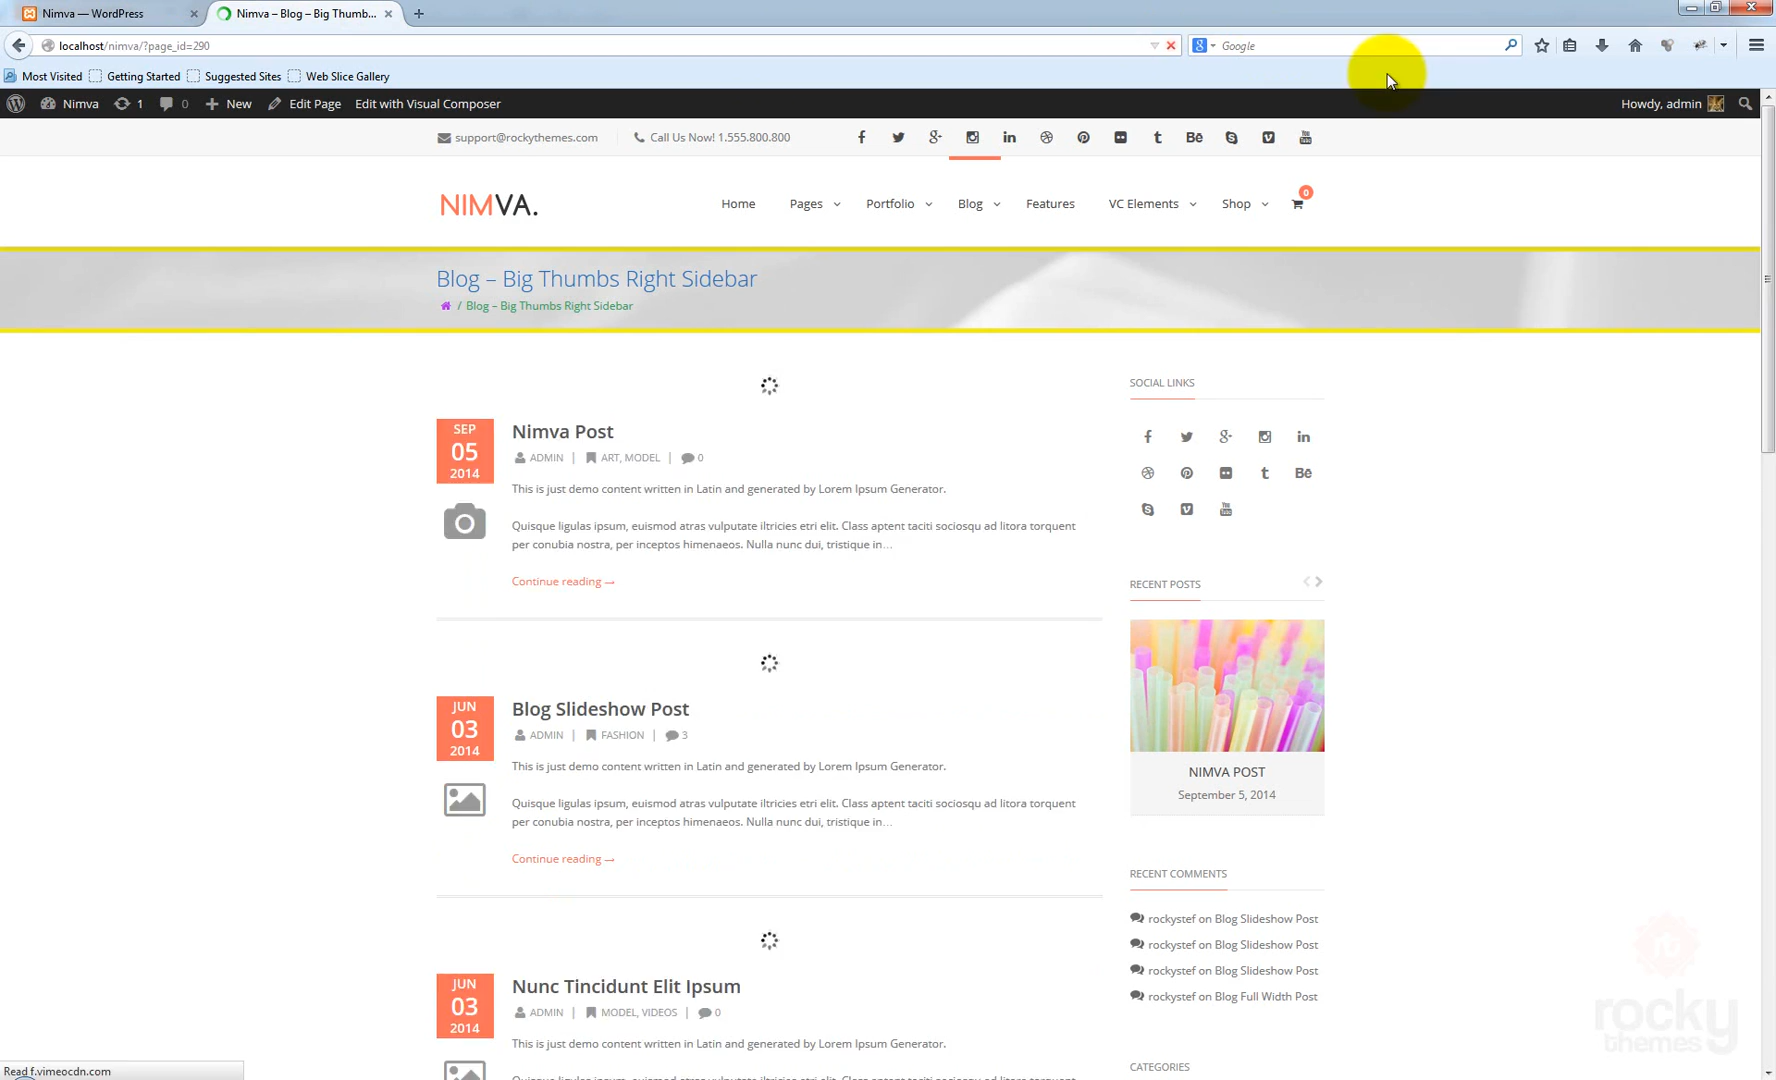 Nimva — WordPress
Nimva – Blog – Big Thumb...
localhost/nimva/?page_id=290
Google
Most Visited Getting Started Suggested Sites Web Slice Gallery
Nimva 1 0 New Edit Page Edit with Visual Composer Howdy, admin
support@rockythemes.com Call Us Now! 1.555.800.800
NIMVA.
Home Pages Portfolio Blog Features VC Elements Shop 0
Blog – Big Thumbs Right Sidebar
/ Blog – Big Thumbs Right Sidebar
SEP
05
2014
Nimva Post
ADMIN | ART, MODEL | 0
This is just demo content written in Latin and generated by Lorem Ipsum Generator.
Quisque ligulas ipsum, euismod atras vulputate iltricies etri elit. Class aptent taciti sociosqu ad litora torquent
per conubia nostra, per inceptos himenaeos. Nulla nunc dui, tristique in...
Continue reading →
JUN
03
2014
Blog Slideshow Post
ADMIN | FASHION | 3
This is just demo content written in Latin and generated by Lorem Ipsum Generator.
Quisque ligulas ipsum, euismod atras vulputate iltricies etri elit. Class aptent taciti sociosqu ad litora torquent
per conubia nostra, per inceptos himenaeos. Nulla nunc dui, tristique in...
Continue reading →
JUN
03
2014
Nunc Tincidunt Elit Ipsum
ADMIN | MODEL, VIDEOS | 0
This is just demo content written in Latin and generated by Lorem Ipsum Generator.
SOCIAL LINKS
RECENT POSTS
NIMVA POST
September 5, 2014
RECENT COMMENTS
rockystef on Blog Slideshow Post
rockystef on Blog Slideshow Post
rockystef on Blog Slideshow Post
rockystef on Blog Full Width Post
CATEGORIES
rocky
themes
Read f.vimeocdn.com